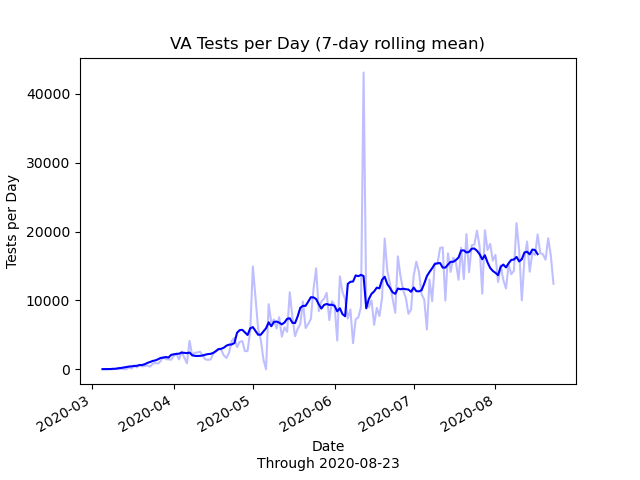 VA Tests per Day (7-day rolling mean)
Tests per Day
40000
30000
20000
10000
0
2020-03
2020-04
2020-05
2020-06
2020-07
2020-08
Date
Through 2020-08-23